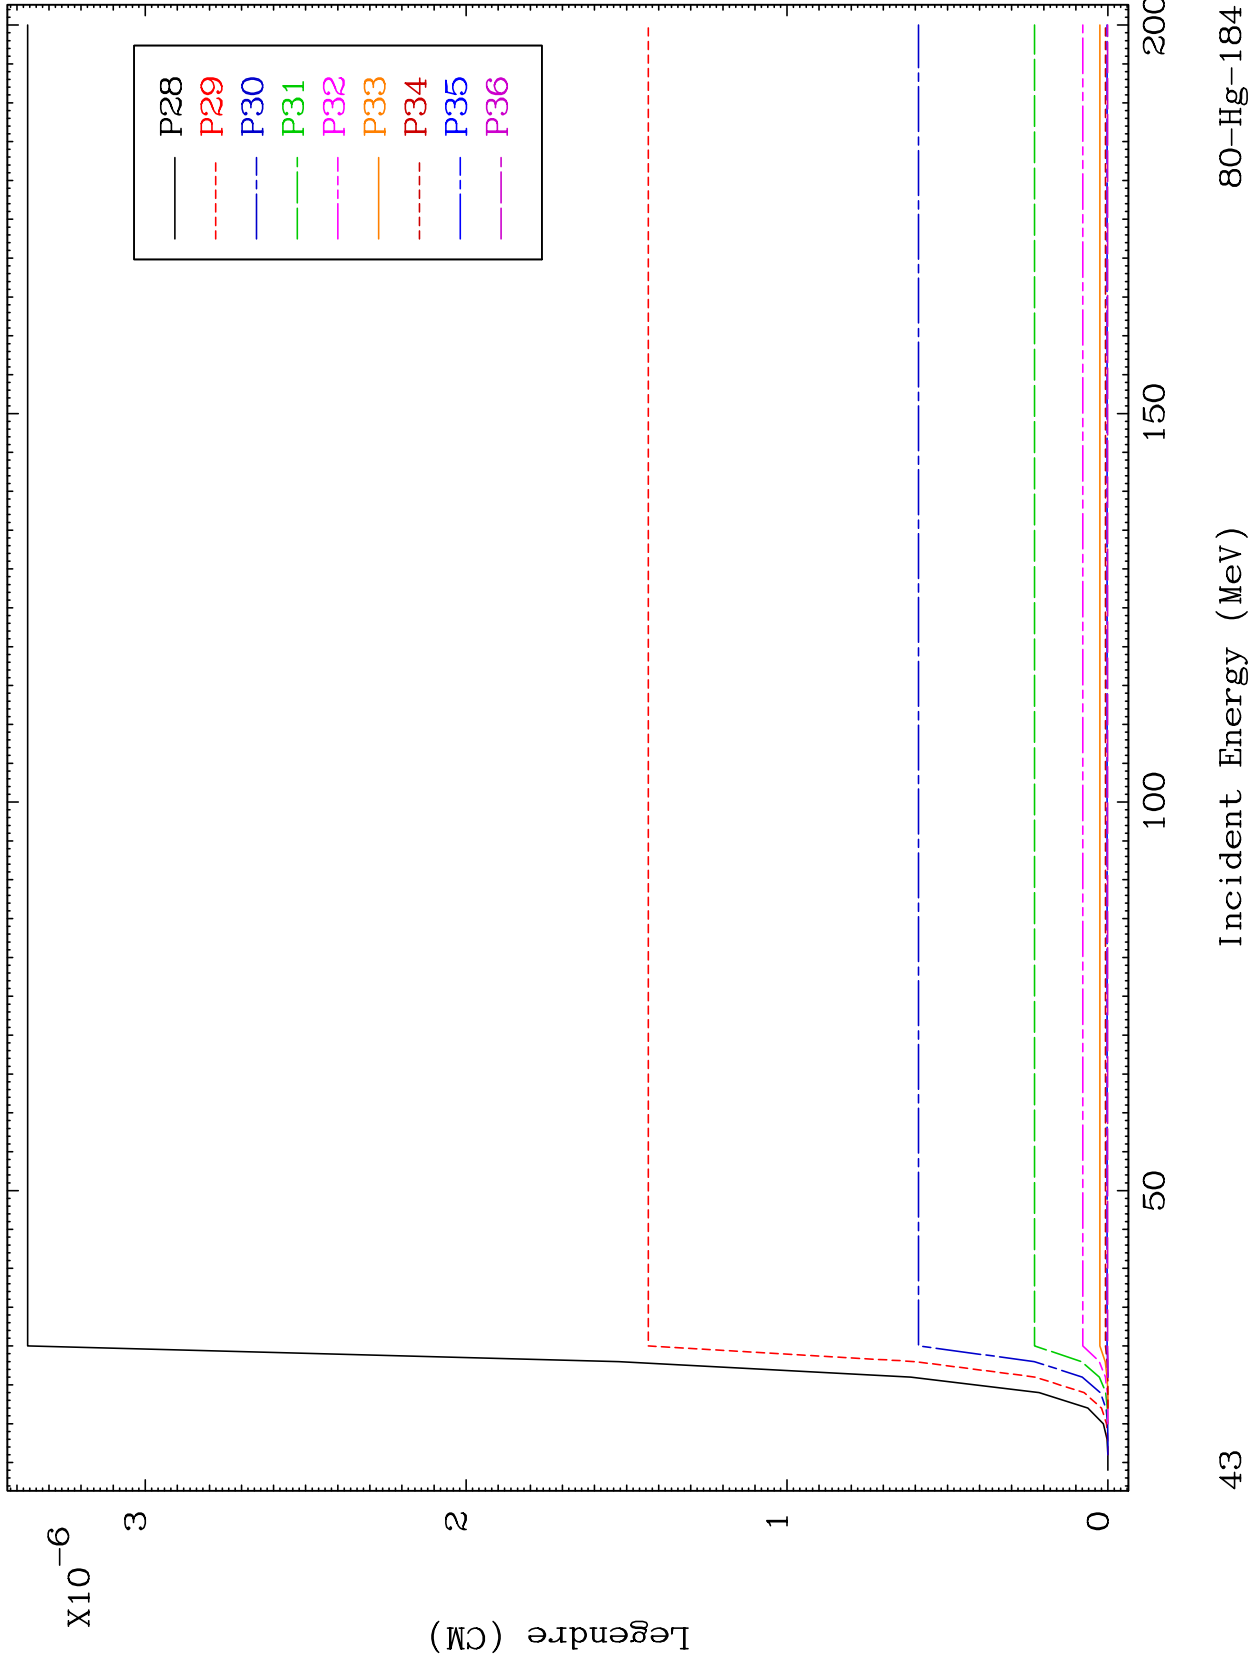 X10-6
3
2
1
0
Legendre (CM)
P28
P29
P30
P31
P32
P33
P34
P35
P36
50
100
150
200
43
Incident Energy (MeV)
80-Hg-184